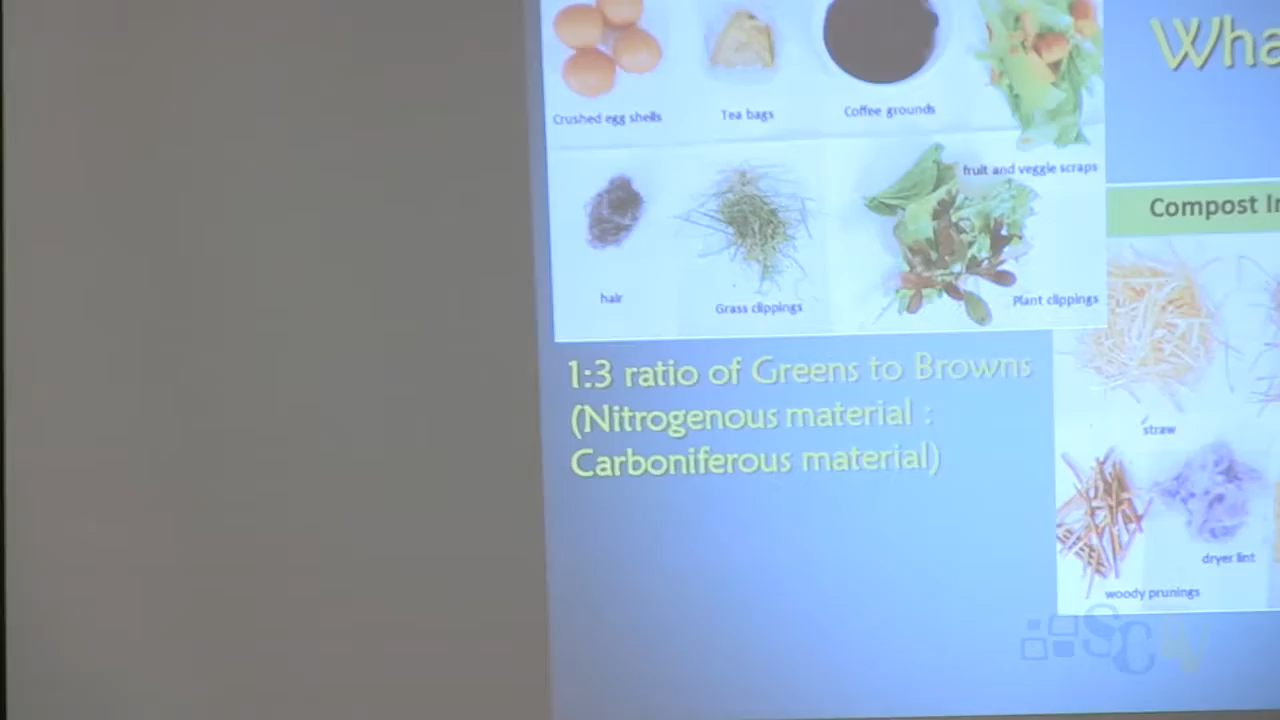 Wha
Crushed egg shells
Tea bags
Coffee grounds
fruit and veggie scraps
hair
Grass clippings
Plant clippings
1:3 ratio of Greens to Browns
(Nitrogenous material :
Carboniferous material)
Compost In
straw
dryer lint
woody prunings
SCTV